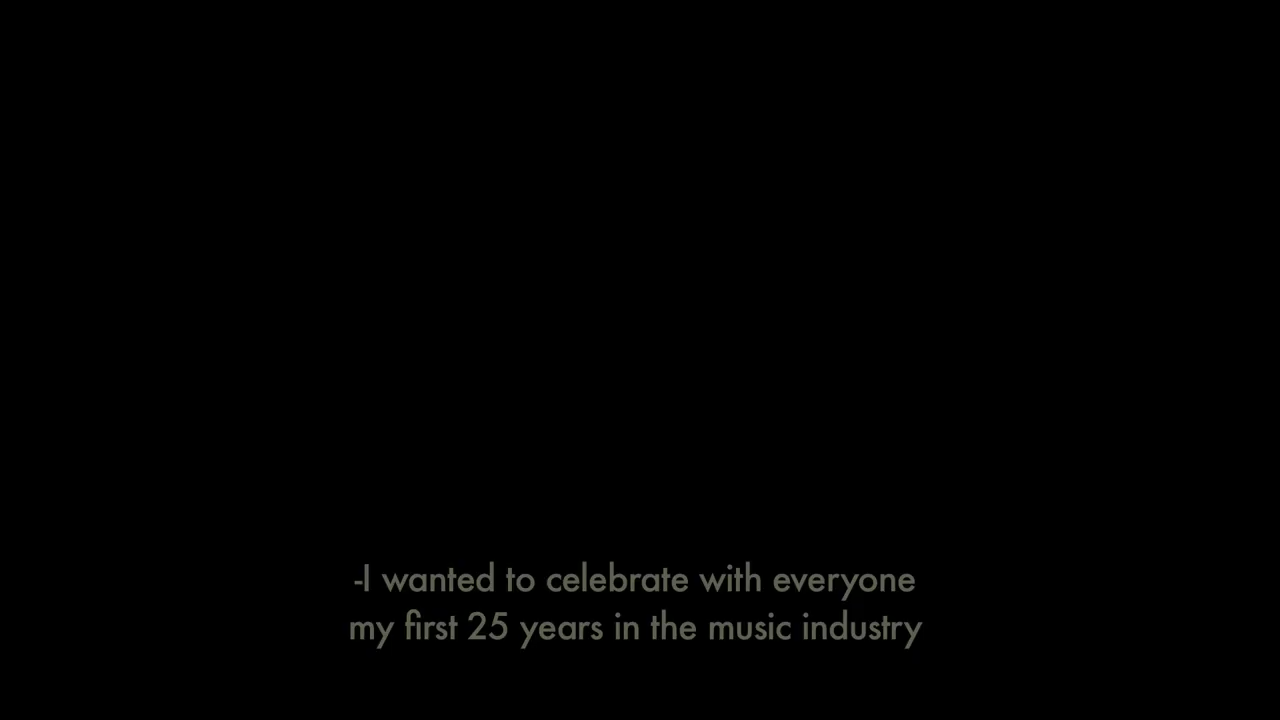 -I wanted to celebrate with everyone
my first 25 years in the music industry